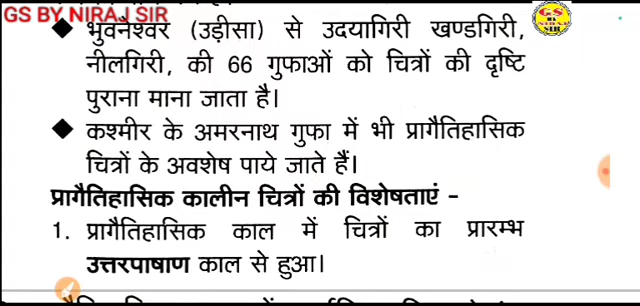 GS BY NIRAJ SIR
◆ भुवनेश्वर (उड़ीसा) से उदयागिरी खण्डगिरी,
नीलगिरी, की 66 गुफाओं को चित्रों की दृष्टि
पुराना माना जाता है।
◆ कश्मीर के अमरनाथ गुफा में भी प्रागैतिहासिक
चित्रों के अवशेष पाये जाते हैं।
प्रागैतिहासिक कालीन चित्रों की विशेषताएं -
1. प्रागैतिहासिक काल में चित्रों का प्रारम्भ
उत्तरपाषाण काल से हुआ।